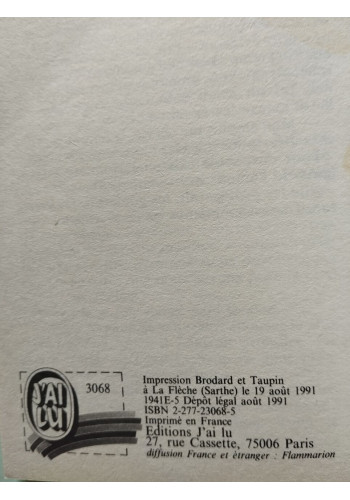 J'AI
LU
3068
Impression Brodard et Taupin
à La Flèche (Sarthe) le 19 août 1991
1941E-5 Dépôt légal août 1991
ISBN 2-277-23068-5
Imprimé en France
Editions J'ai lu
27, rue Cassette, 75006 Paris
diffusion France et étranger : Flammarion